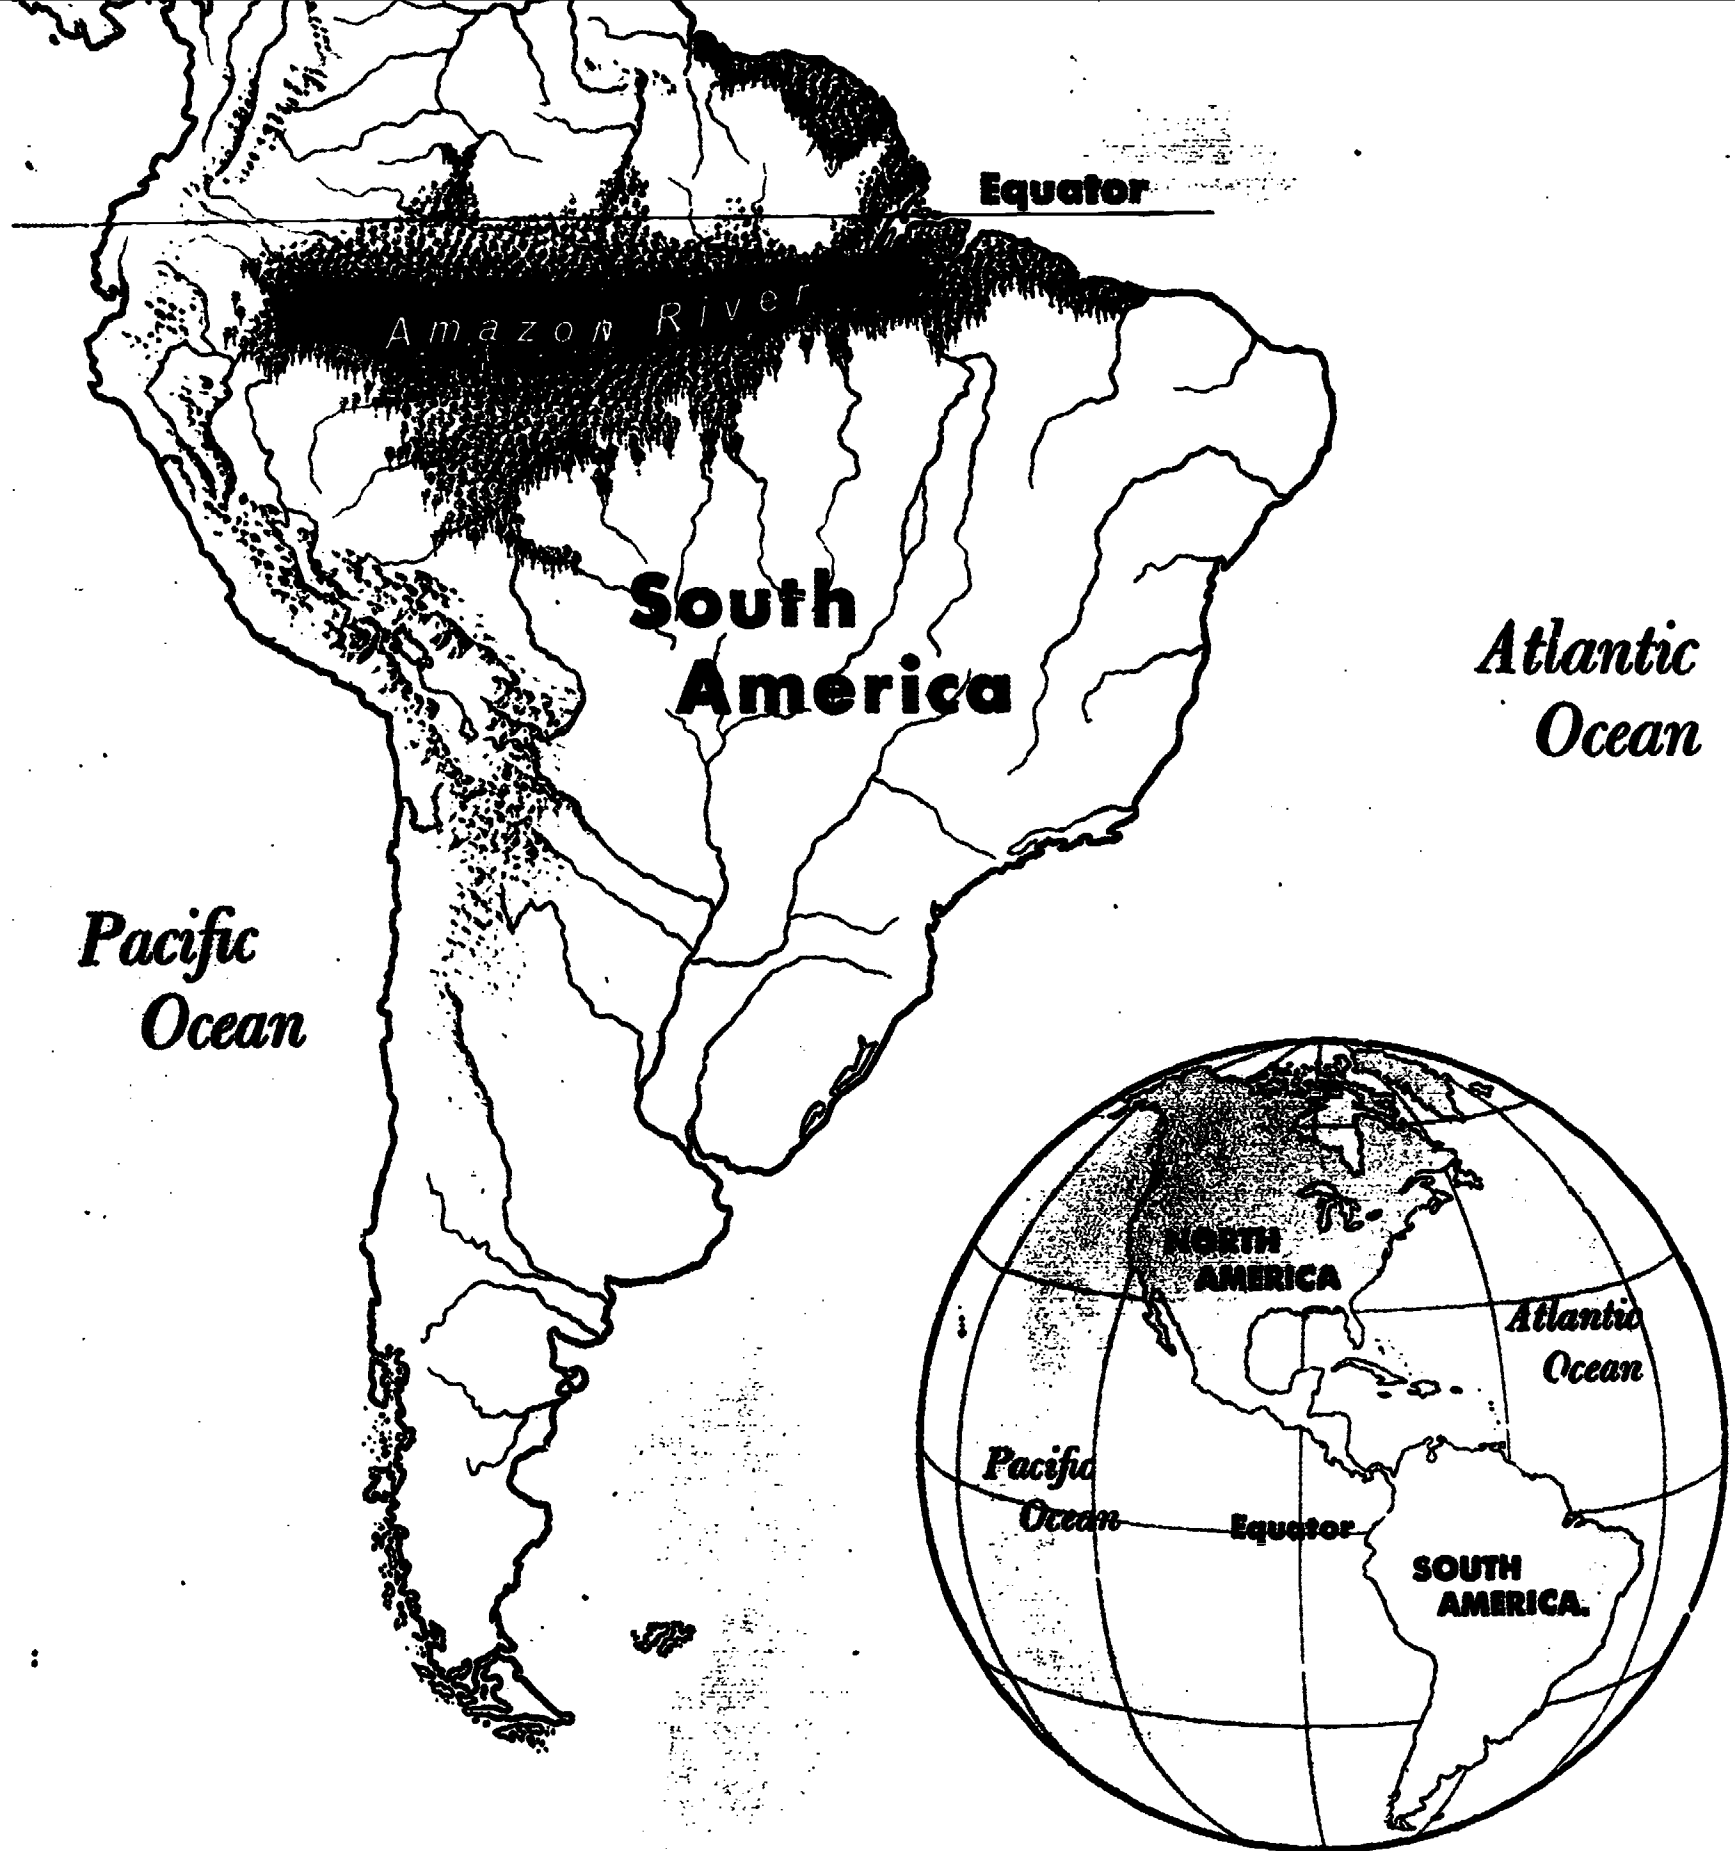 Equator
Amazon River
South
America
Atlantic
Ocean
Pacific
Ocean
NORTH
AMERICA
Atlantic
Ocean
Pacific
Ocean
Equator
SOUTH
AMERICA.